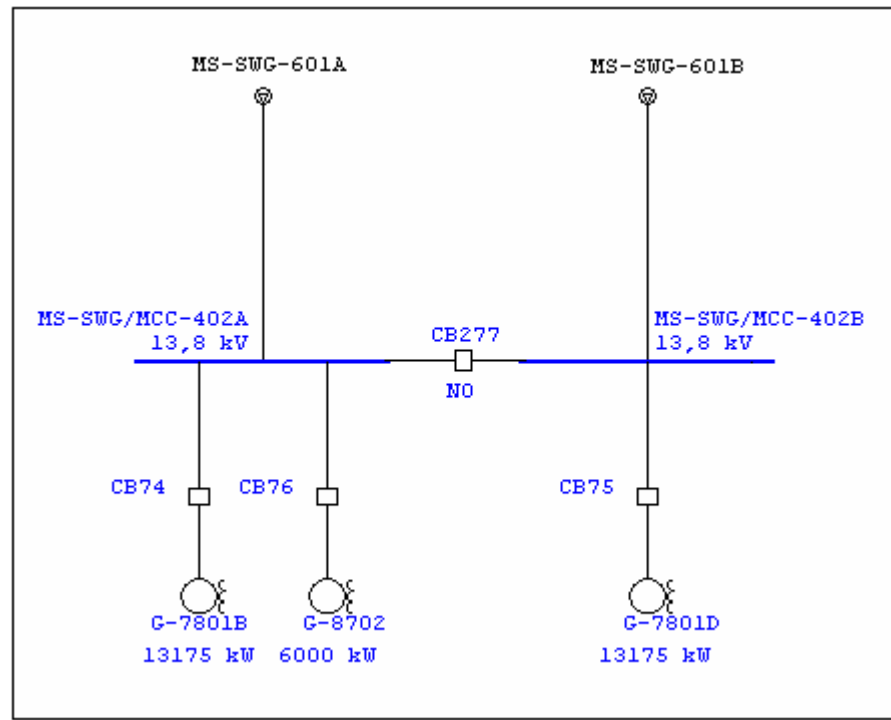 MS-SWG-601A
MS-SWG-601B
MS-SWG/MCC-402A
13,8 kV
CB277
NO
MS-SWG/MCC-402B
13,8 kV
CB74
CB76
CB75
G-7801B
13175 kW
G-8702
6000 kW
G-7801D
13175 kW